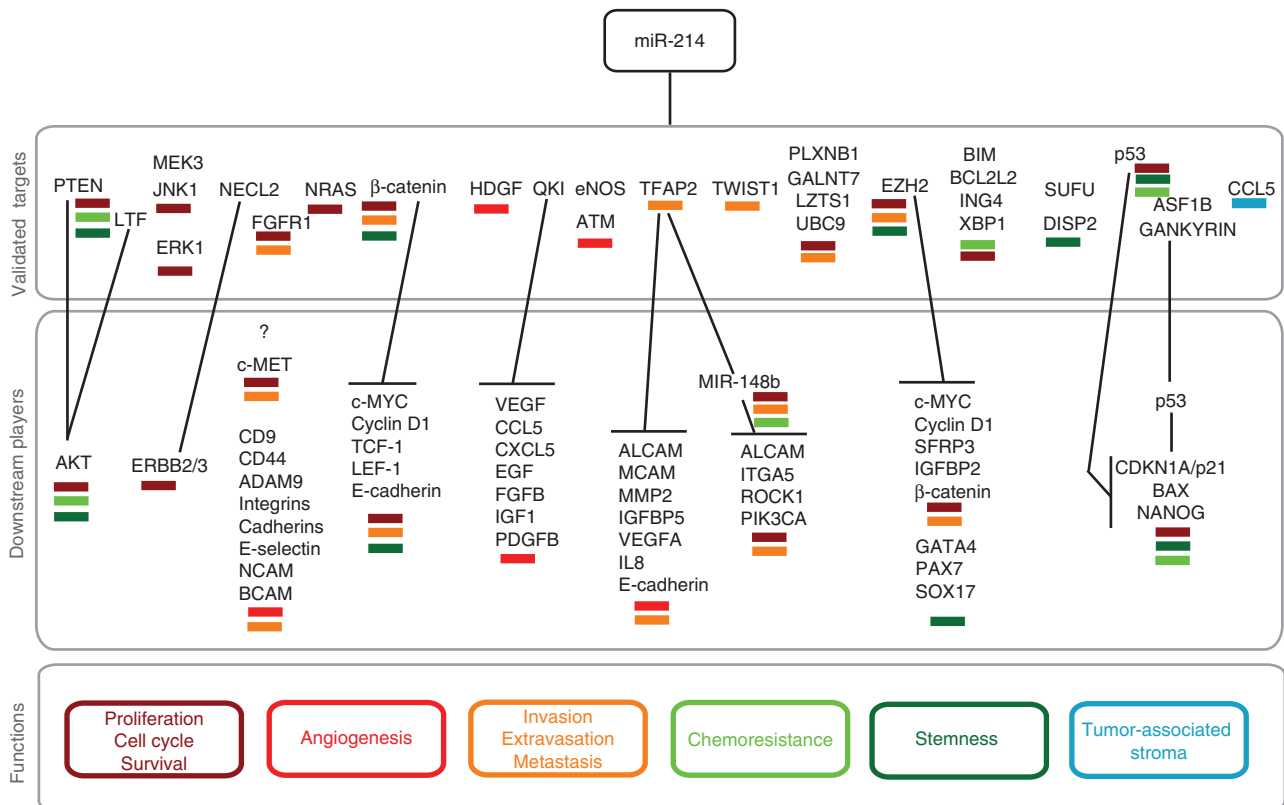 miR-214
Validated targets
PTEN
LTF
MEK3
JNK1
ERK1
NECL2
FGFR1
NRAS
β-catenin
HDGF
QKI
eNOS
ATM
TFAP2
TWIST1
PLXNB1
GALNT7
LZTS1
UBC9
EZH2
BIM
BCL2L2
ING4
XBP1
SUFU
DISP2
p53
ASF1B
GANKYRIN
CCL5
Downstream players
AKT
ERBB2/3
?
c-MET
CD9
CD44
ADAM9
Integrins
Cadherins
E-selectin
NCAM
BCAM
c-MYC
Cyclin D1
TCF-1
LEF-1
E-cadherin
VEGF
CCL5
CXCL5
EGF
FGFB
IGF1
PDGFB
ALCAM
MCAM
MMP2
IGFBP5
VEGFA
IL8
E-cadherin
MIR-148b
ALCAM
ITGA5
ROCK1
PIK3CA
c-MYC
Cyclin D1
SFRP3
IGFBP2
β-catenin
GATA4
PAX7
SOX17
p53
CDKN1A/p21
BAX
NANOG
Functions
Proliferation
Cell cycle
Survival
Angiogenesis
Invasion
Extravasation
Metastasis
Chemoresistance
Stemness
Tumor-associated
stroma